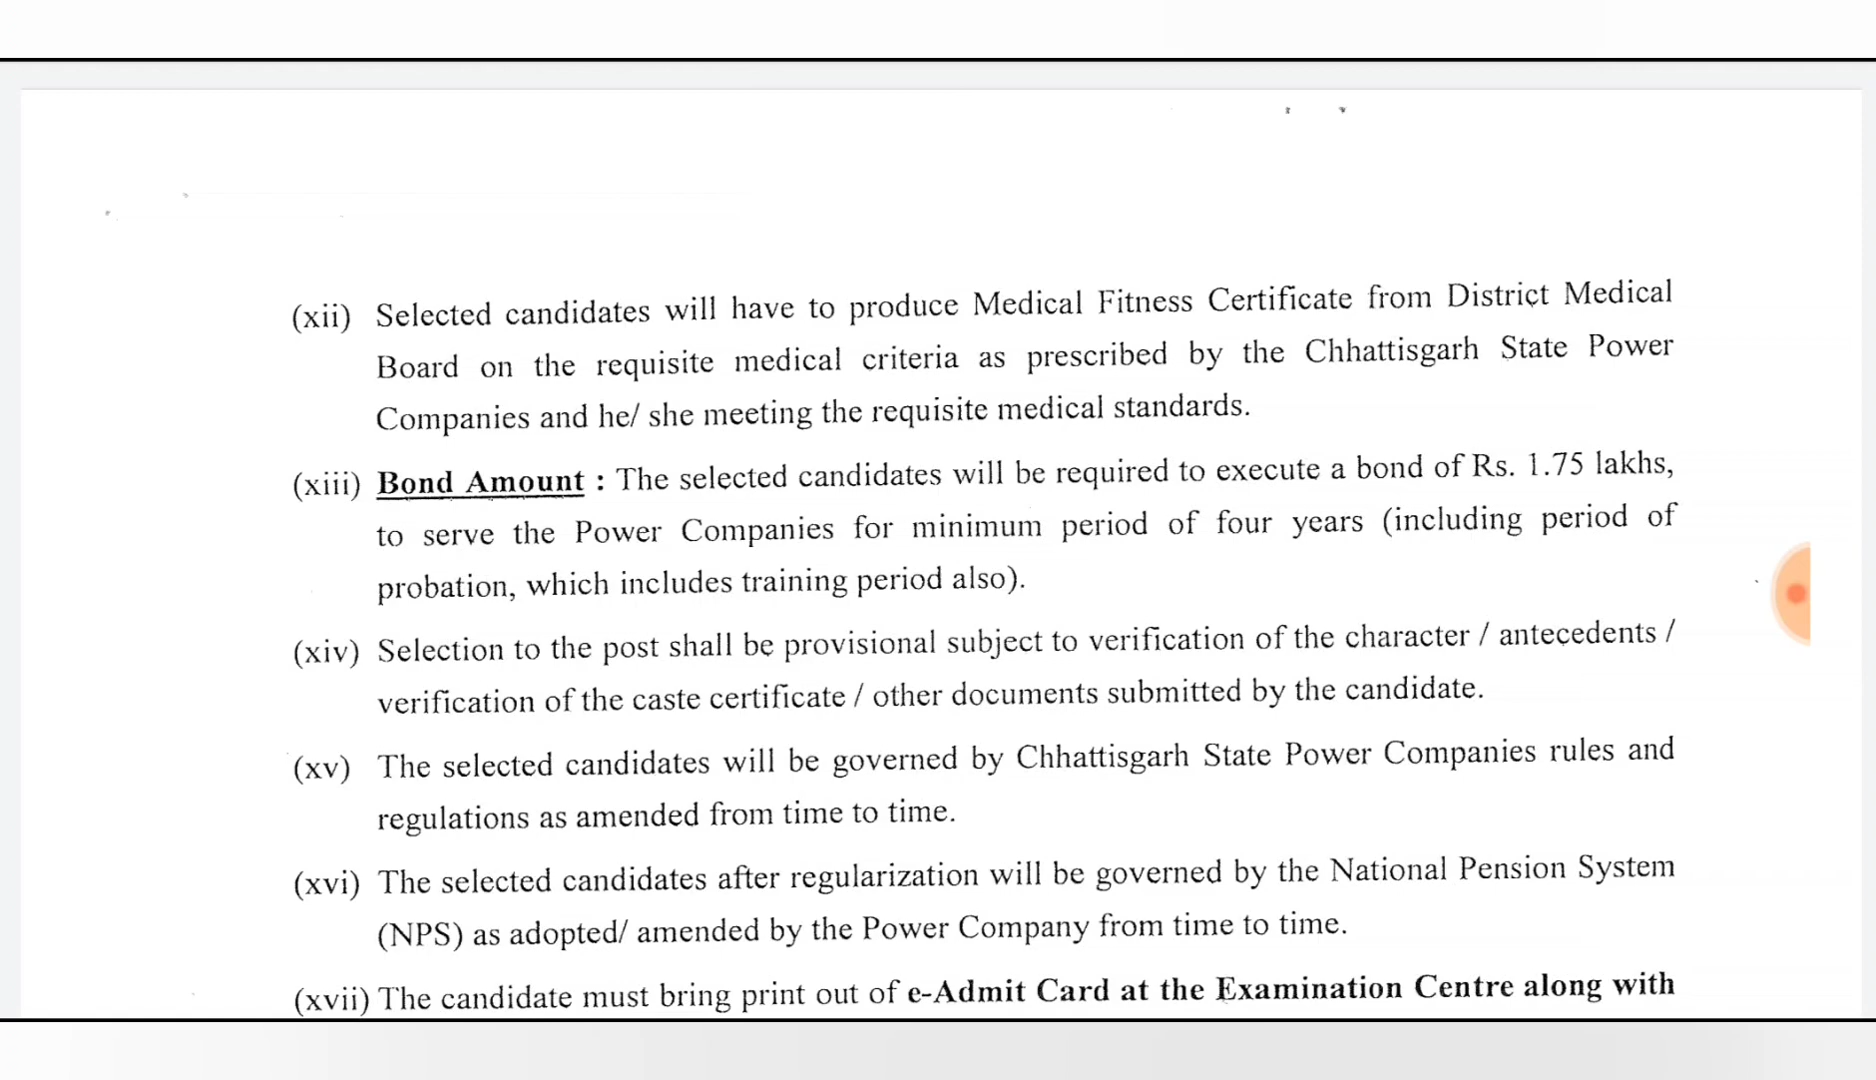 (xii) Selected candidates will have to produce Medical Fitness Certificate from District Medical
Board on the requisite medical criteria as prescribed by the Chhattisgarh State Power
Companies and he/ she meeting the requisite medical standards.
(xiii) Bond Amount : The selected candidates will be required to execute a bond of Rs. 1.75 lakhs,
to serve the Power Companies for minimum period of four years (including period of
probation, which includes training period also).
(xiv) Selection to the post shall be provisional subject to verification of the character / antecedents /
verification of the caste certificate / other documents submitted by the candidate.
(xv) The selected candidates will be governed by Chhattisgarh State Power Companies rules and
regulations as amended from time to time.
(xvi) The selected candidates after regularization will be governed by the National Pension System
(NPS) as adopted/ amended by the Power Company from time to time.
(xvii) The candidate must bring print out of e-Admit Card at the Examination Centre along with